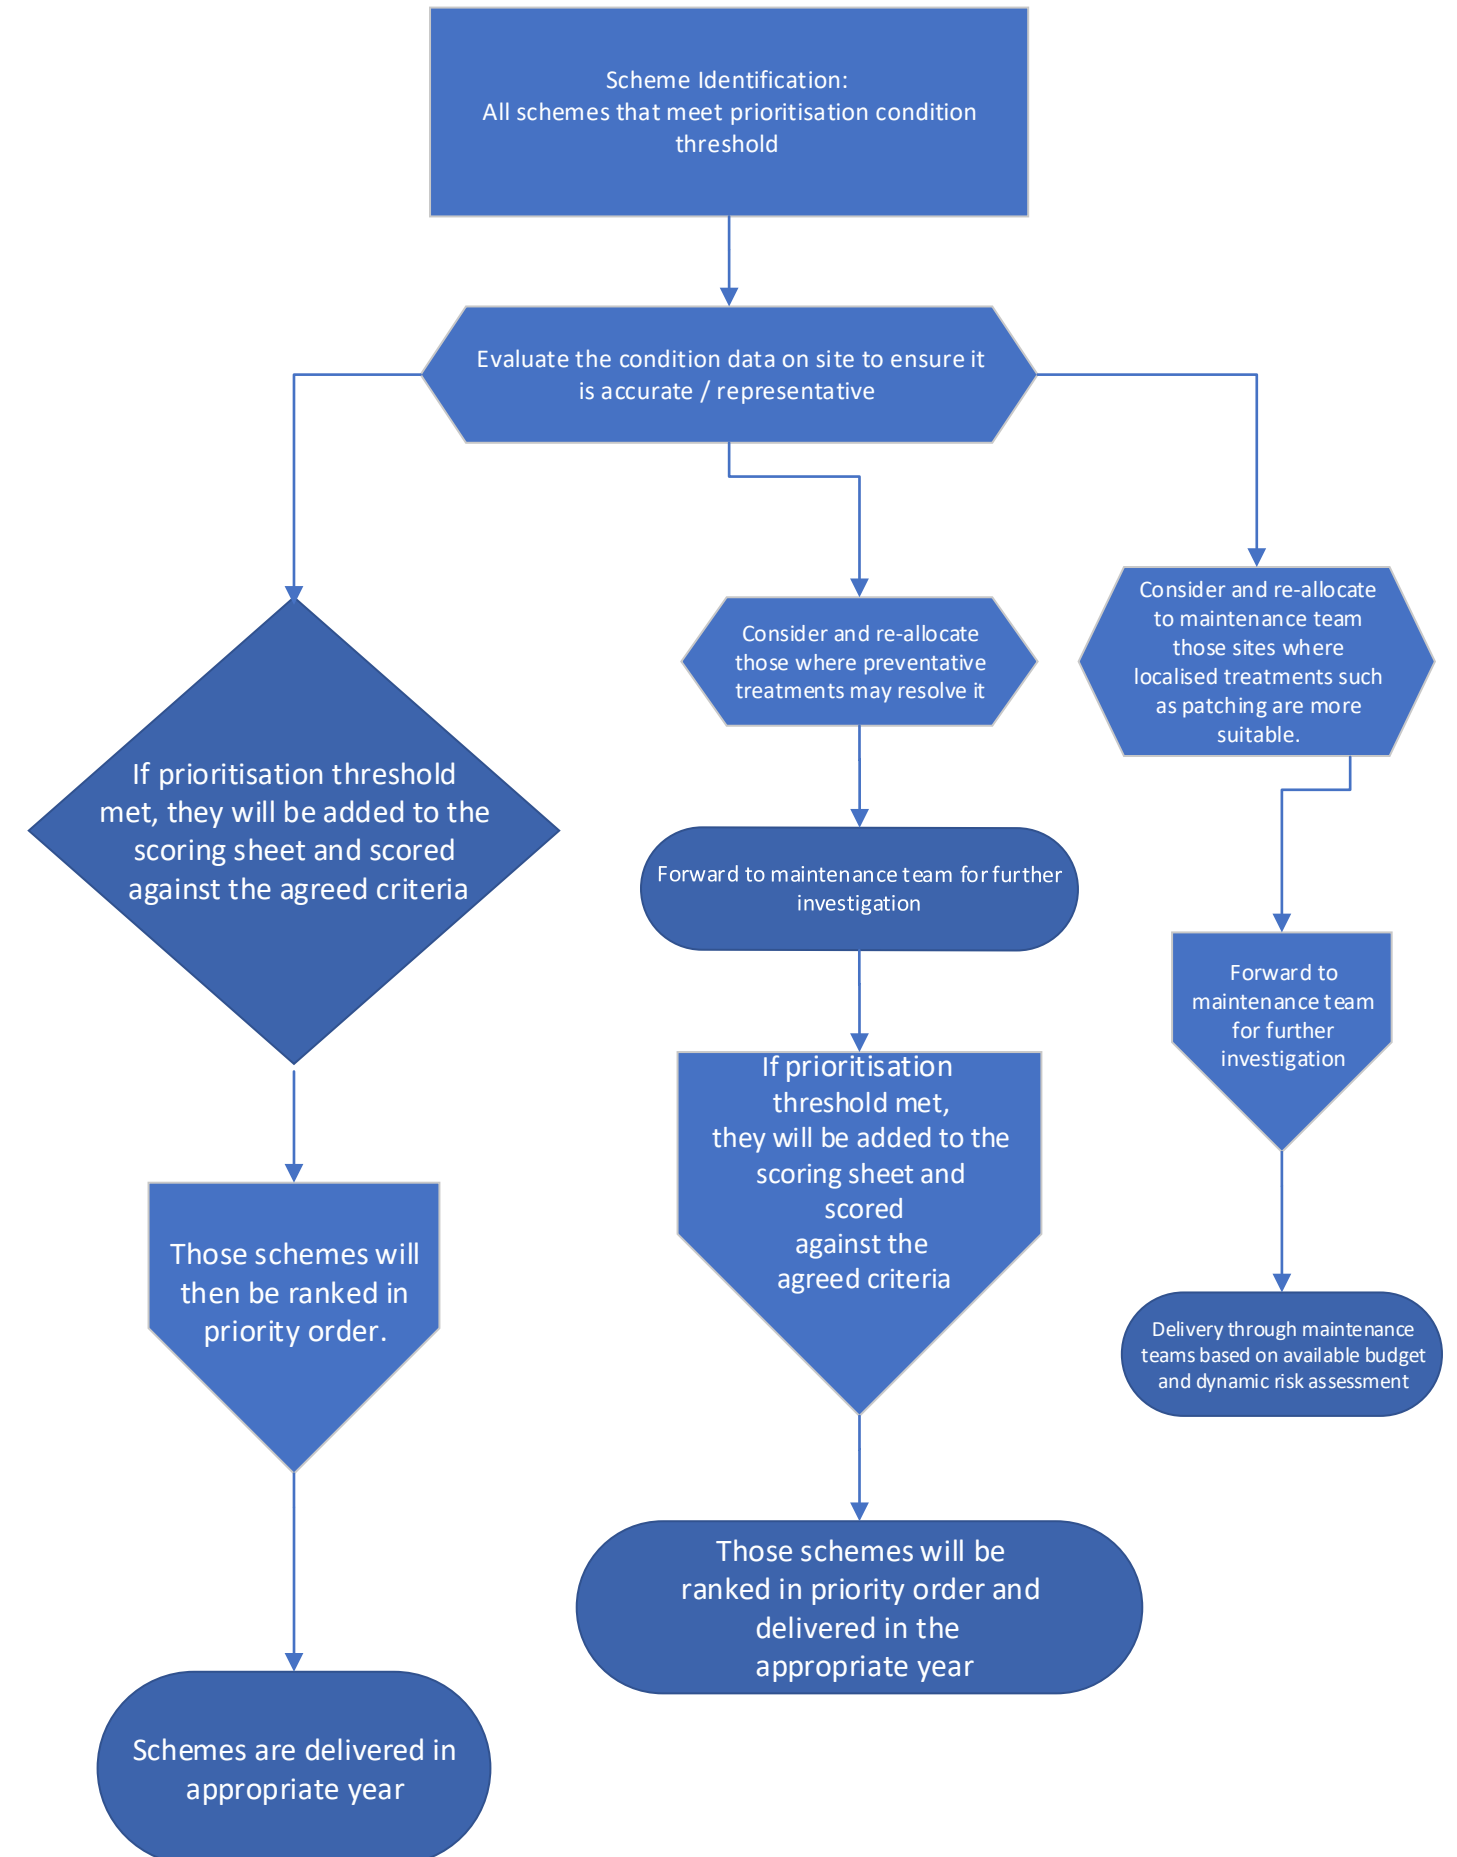 Scheme Identification:
All schemes that meet prioritisation condition
threshold
Evaluate the condition data on site to ensure it
is accurate / representative
If prioritisation threshold
met, they will be added to the
scoring sheet and scored
against the agreed criteria
Those schemes will
then be ranked in
priority order.
Schemes are delivered in
appropriate year
Consider and re-allocate
those where preventative
treatments may resolve it
Forward to maintenance team for further
investigation
If prioritisation
threshold met,
they will be added to the
scoring sheet and
scored
against the
agreed criteria
Those schemes will be
ranked in priority order and
delivered in the
appropriate year
Consider and re-allocate
to maintenance team
those sites where
localised treatments such
as patching are more
suitable.
Forward to
maintenance team
for further
investigation
Delivery through maintenance
teams based on available budget
and dynamic risk assessment